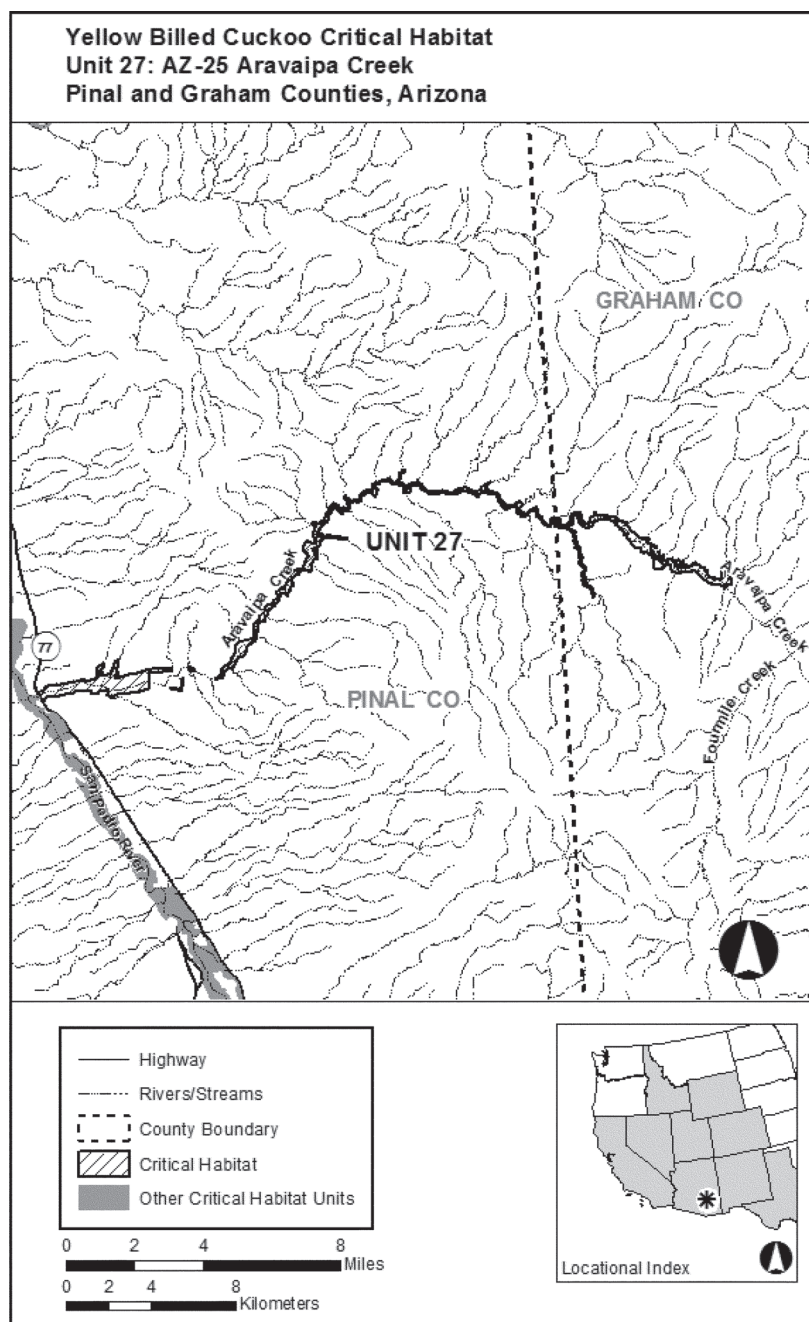 Yellow Billed Cuckoo Critical Habitat
Unit 27: AZ-25 Aravaipa Creek
Pinal and Graham Counties, Arizona
GRAHAM CO
UNIT 27
Aravaipa Creek
Aravaipa Creek
77
PINAL CO
Fourmile Creek
San Pedro River
Highway
Rivers/Streams
County Boundary
Critical Habitat
Other Critical Habitat Units
0 2 4 8
Miles
0 2 4 8
Kilometers
Locational Index